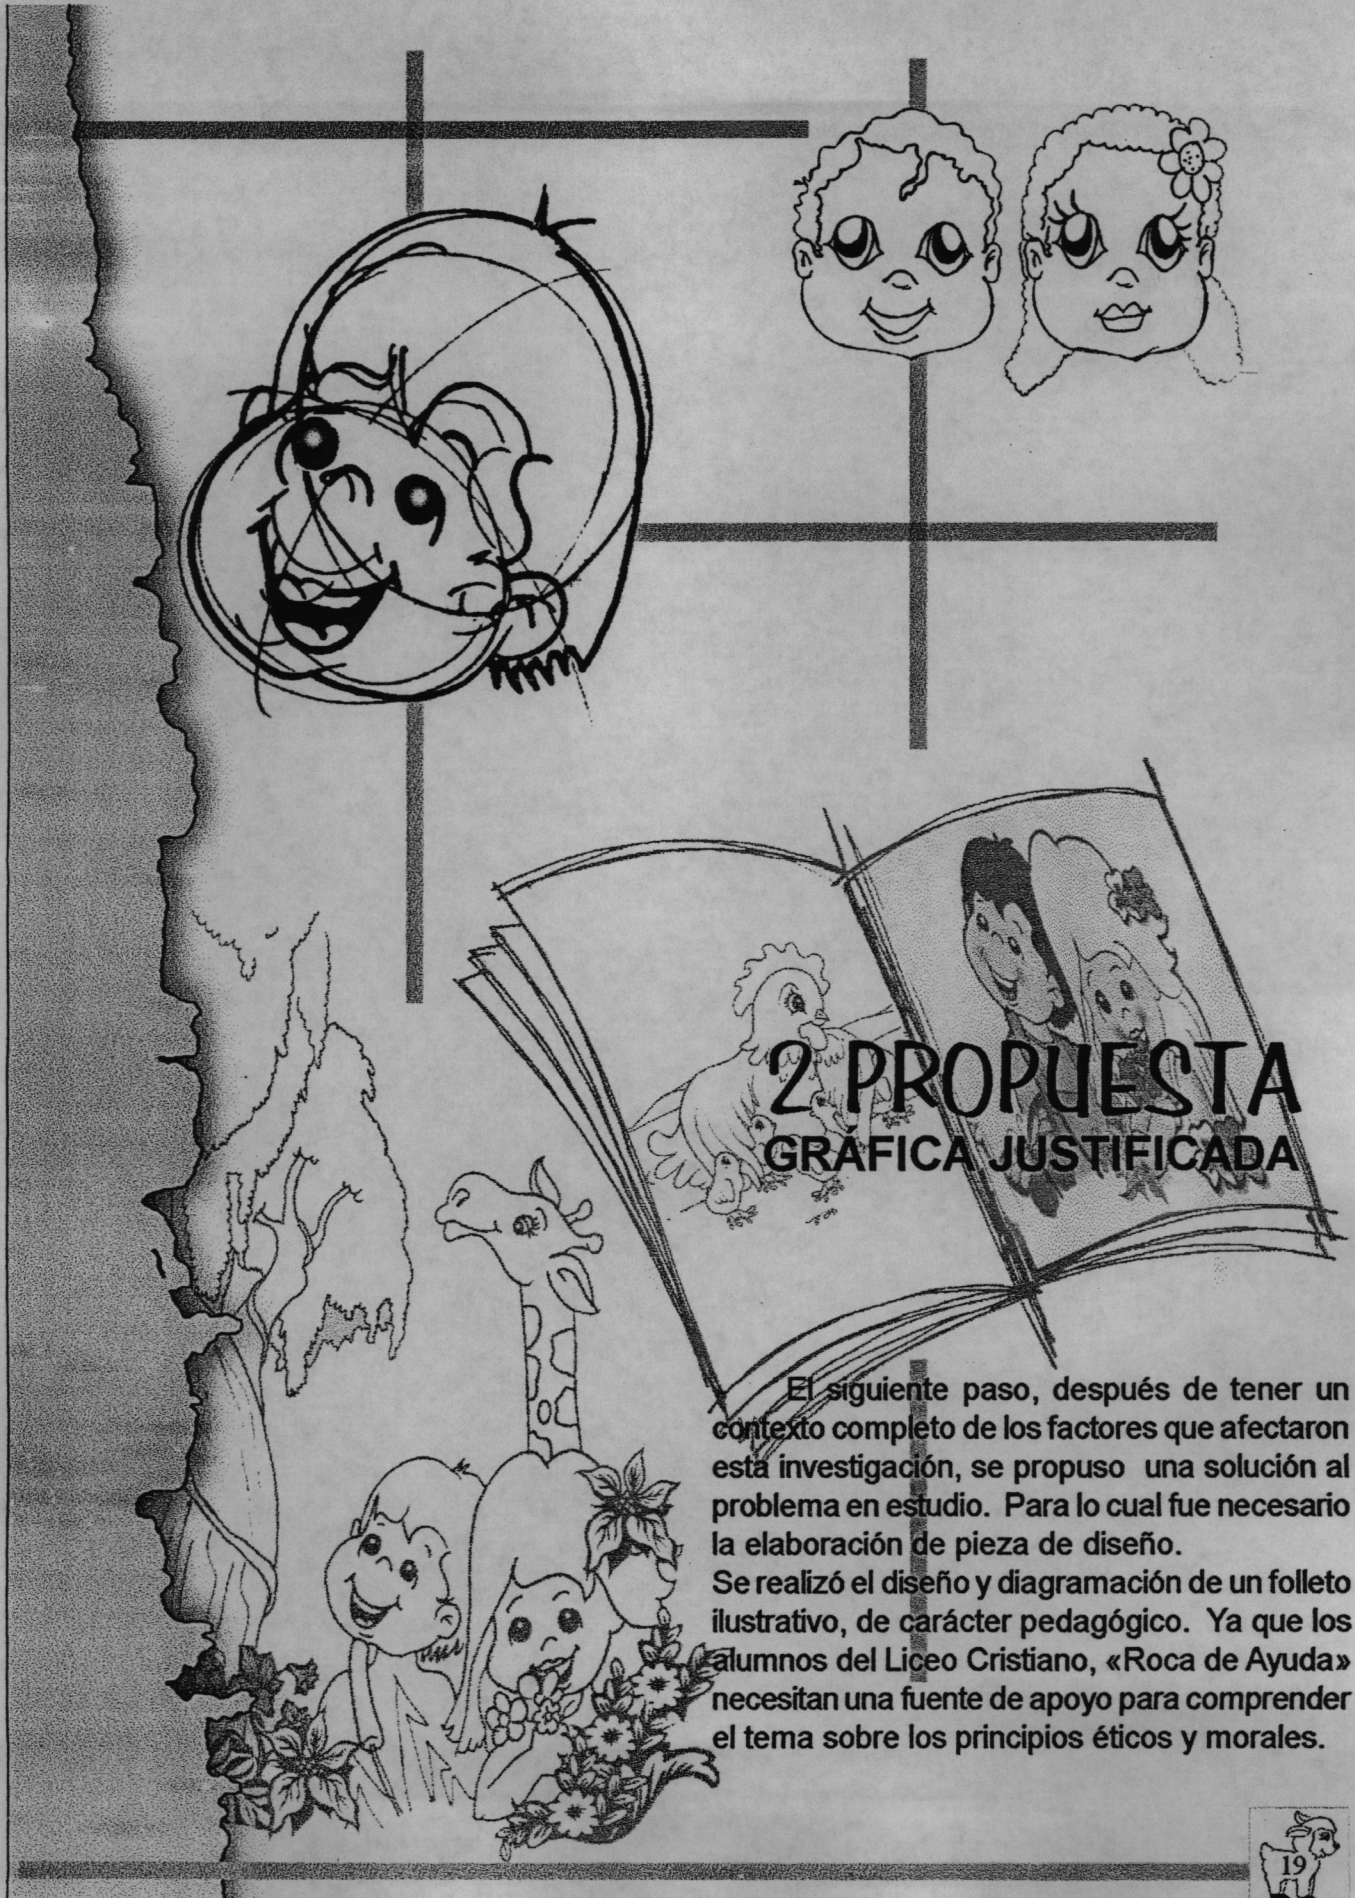 2 PROPUESTA
GRÁFICA JUSTIFICADA
El siguiente paso, después de tener un
contexto completo de los factores que afectaron
está investigación, se propuso una solución al
problema en estudio. Para lo cual fue necesario
la elaboración de pieza de diseño.
Se realizó el diseño y diagramación de un folleto
ilustrativo, de carácter pedagógico. Ya que los
alumnos del Liceo Cristiano, «Roca de Ayuda»
necesitan una fuente de apoyo para comprender
el tema sobre los principios éticos y morales.
19